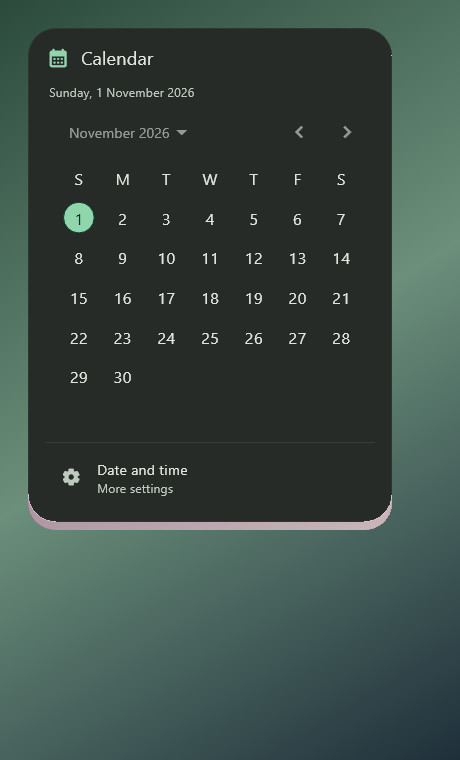 Calendar
Sunday, 1 November 2026
November 2026
S M T W T F S
1 2 3 4 5 6 7
8 9 10 11 12 13 14
15 16 17 18 19 20 21
22 23 24 25 26 27 28
29 30
Date and time
More settings